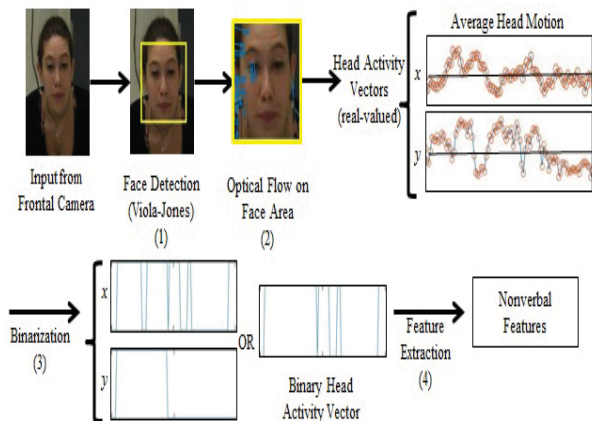 Average Head Motion
Head Activity
Vectors
(real-valued)
x
y
Input from
Frontal Camera
Face Detection
(Viola-Jones)
(1)
Optical Flow on
Face Area
(2)
Binarization
(3)
x
y
OR
Binary Head
Activity Vector
Feature
Extraction
(4)
Nonverbal
Features